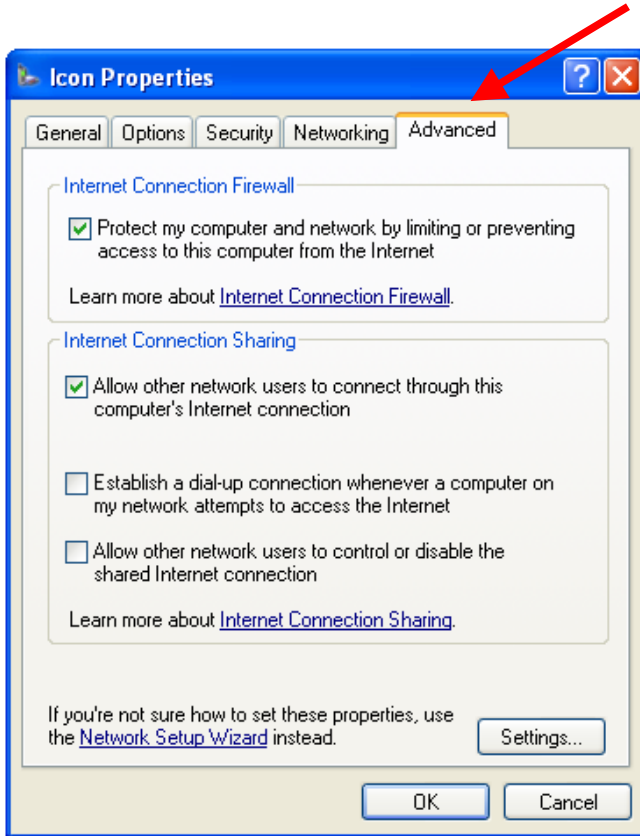 Icon Properties
General Options Security Networking Advanced
Internet Connection Firewall
Protect my computer and network by limiting or preventing
access to this computer from the Internet
Learn more about Internet Connection Firewall.
Internet Connection Sharing
Allow other network users to connect through this
computer's Internet connection
Establish a dial-up connection whenever a computer on
my network attempts to access the Internet
Allow other network users to control or disable the
shared Internet connection
Learn more about Internet Connection Sharing.
If you're not sure how to set these properties, use
the Network Setup Wizard instead.
Settings...
OK Cancel